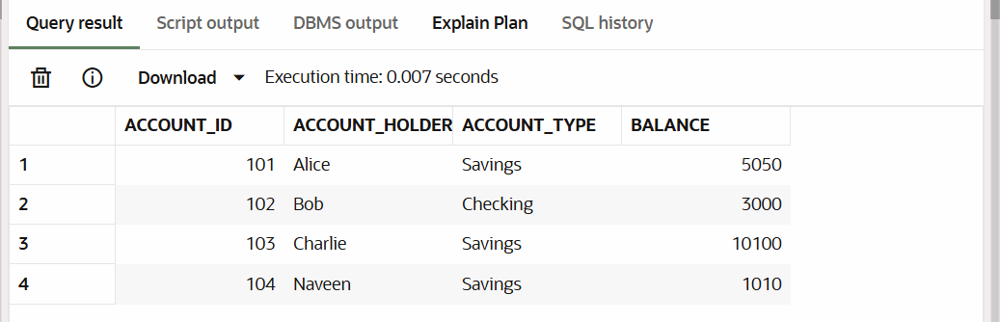 Query result Script output DBMS output Explain Plan SQL history
Download Execution time: 0.007 seconds
ACCOUNT_ID ACCOUNT_HOLDER ACCOUNT_TYPE BALANCE
1 101 Alice Savings 5050
2 102 Bob Checking 3000
3 103 Charlie Savings 10100
4 104 Naveen Savings 1010